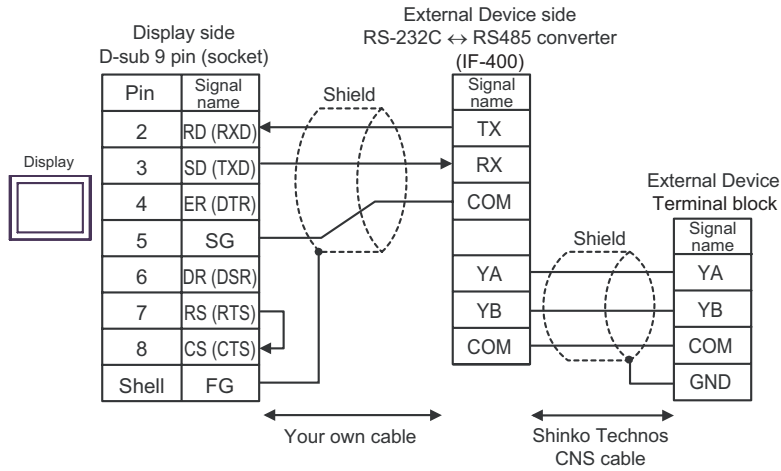 Display side
D-sub 9 pin (socket)
External Device side
RS-232C ↔ RS485 converter
(IF-400)
Pin Signal name
2 RD (RXD)
3 SD (TXD)
4 ER (DTR)
5 SG
6 DR (DSR)
7 RS (RTS)
8 CS (CTS)
Shell FG
Display
Shield
Signal name
TX
RX
COM
YA
YB
COM
Shield
External Device
Terminal block
Signal name
YA
YB
COM
GND
Your own cable
Shinko Technos
CNS cable